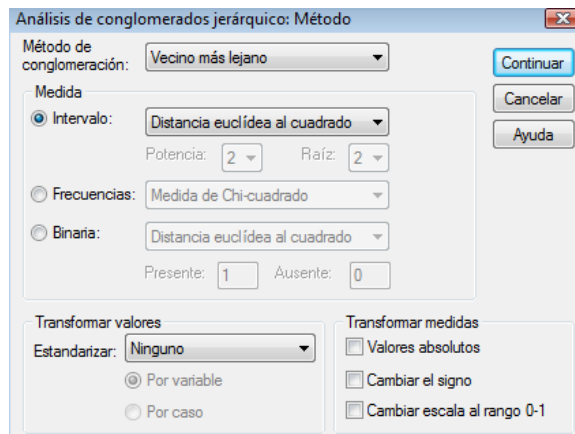 Análisis de conglomerados jerárquico: Método
Método de
conglomeración:
Vecino más lejano
Continuar
Cancelar
Ayuda
Medida
Intervalo:
Distancia euclídea al cuadrado
Potencia: 2 Raíz: 2
Frecuencias: Medida de Chi-cuadrado
Binaria: Distancia euclídea al cuadrado
Presente: 1 Ausente: 0
Transformar valores
Estandarizar: Ninguno
Por variable
Por caso
Transformar medidas
Valores absolutos
Cambiar el signo
Cambiar escala al rango 0-1